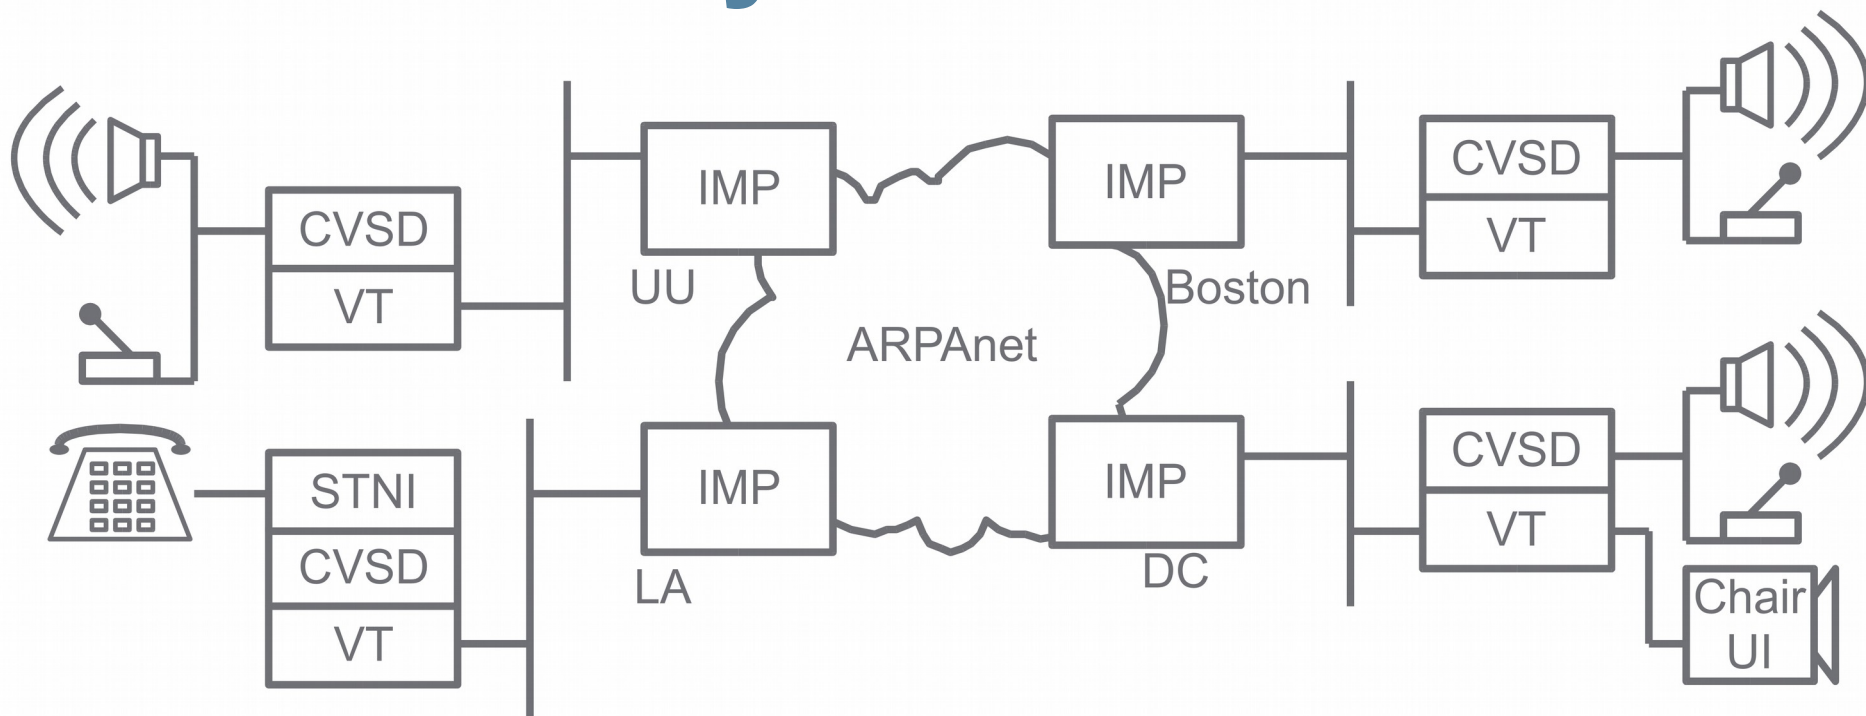 IMP
IMP
CVSD
VT
CVSD
VT
UU
Boston
ARPAnet
STNI
CVSD
VT
IMP
LA
IMP
DC
CVSD
VT
Chair
UI